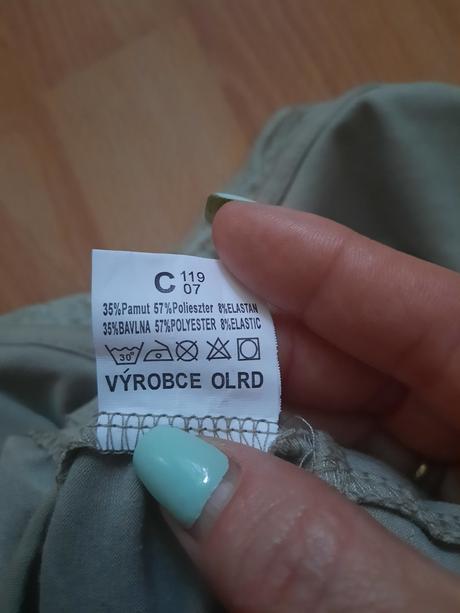 C 119
07
35%Pamut 57%Polieszter 8%ELASTAN
35%BAVLNA 57%POLYESTER 8%ELASTIC
30°
VÝROBCE OLRD